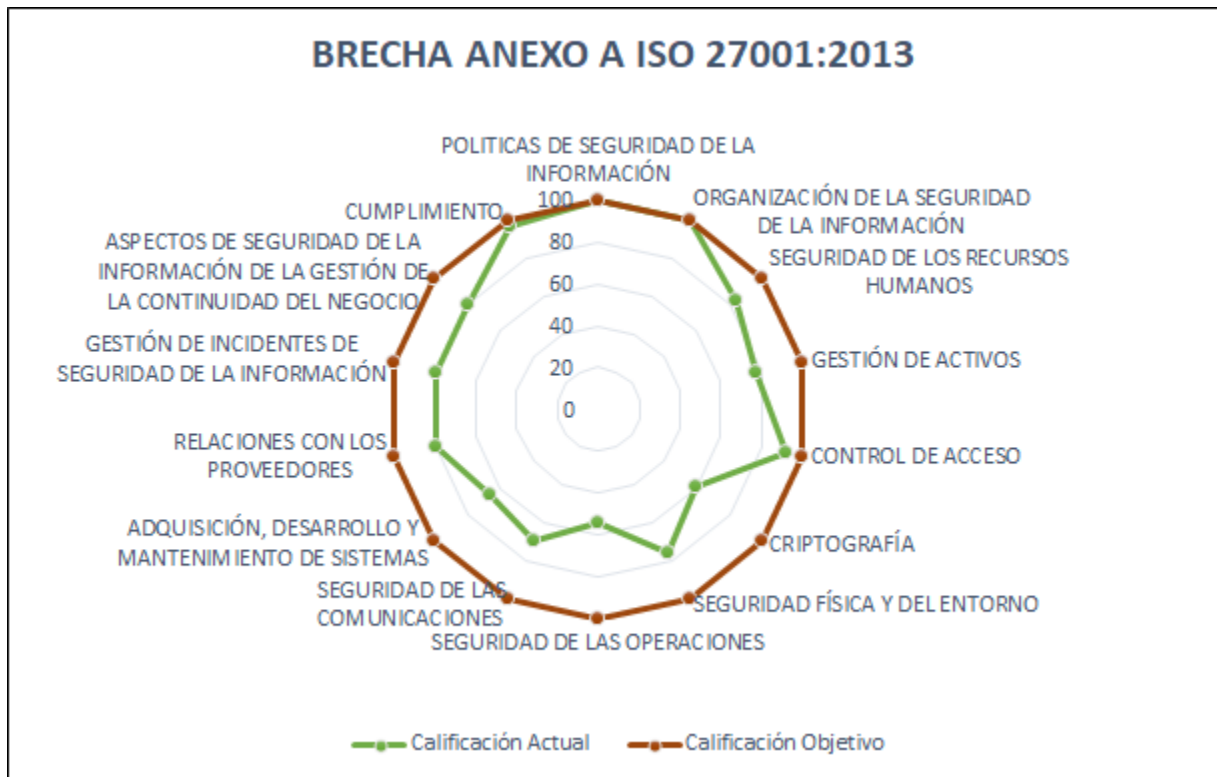 BRECHA ANEXO A ISO 27001:2013
POLITICAS DE SEGURIDAD DE LA
INFORMACIÓN
ORGANIZACIÓN DE LA SEGURIDAD
DE LA INFORMACIÓN
SEGURIDAD DE LOS RECURSOS
HUMANOS
GESTIÓN DE ACTIVOS
CONTROL DE ACCESO
CRIPTOGRAFÍA
SEGURIDAD FÍSICA Y DEL ENTORNO
SEGURIDAD DE LAS OPERACIONES
SEGURIDAD DE LAS
COMUNICACIONES
ADQUISICIÓN, DESARROLLO Y
MANTENIMIENTO DE SISTEMAS
RELACIONES CON LOS
PROVEEDORES
GESTIÓN DE INCIDENTES DE
SEGURIDAD DE LA INFORMACIÓN
ASPECTOS DE SEGURIDAD DE LA
INFORMACIÓN DE LA GESTIÓN DE
LA CONTINUIDAD DEL NEGOCIO
CUMPLIMIENTO
100
80
60
40
20
0
Calificación Actual
Calificación Objetivo